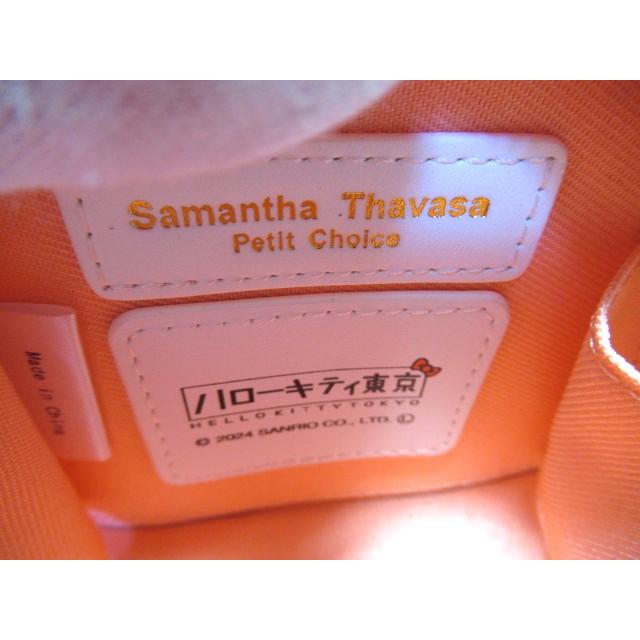 Samantha Thavasa
Petit Choice
Made in China
ハローキティ東京
HELLOKITTYTOKYO
© 2024 SANRIO CO., LTD. Ⓛ